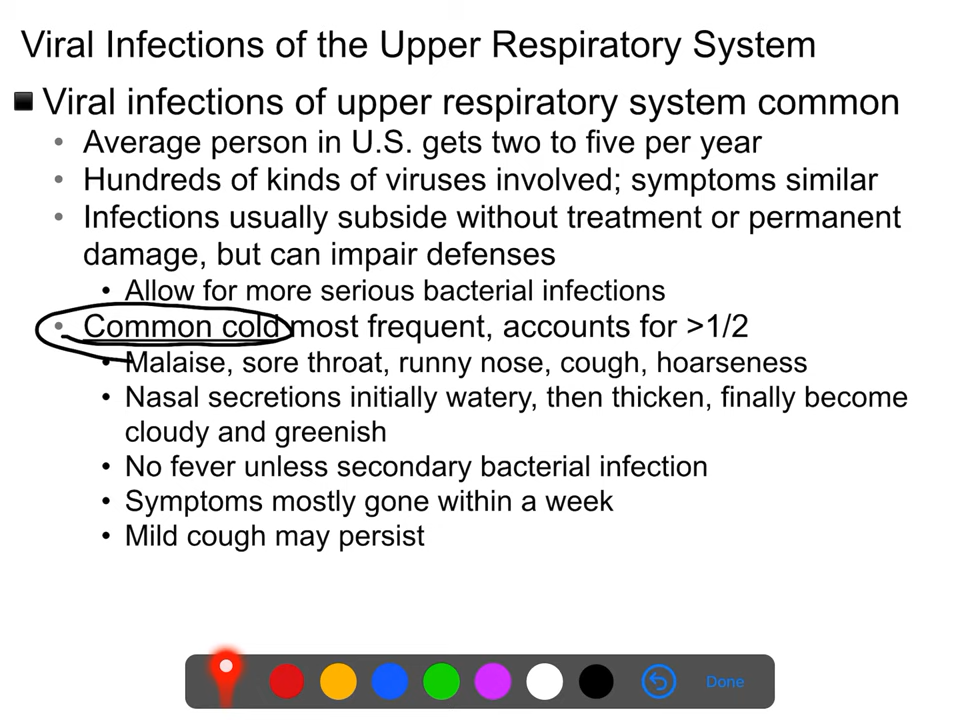 Viral Infections of the Upper Respiratory System
Viral infections of upper respiratory system common
• Average person in U.S. gets two to five per year
• Hundreds of kinds of viruses involved; symptoms similar
• Infections usually subside without treatment or permanent
damage, but can impair defenses
• Allow for more serious bacterial infections
• Common cold most frequent, accounts for >1/2
• Malaise, sore throat, runny nose, cough, hoarseness
• Nasal secretions initially watery, then thicken, finally become
cloudy and greenish
• No fever unless secondary bacterial infection
• Symptoms mostly gone within a week
• Mild cough may persist
Done